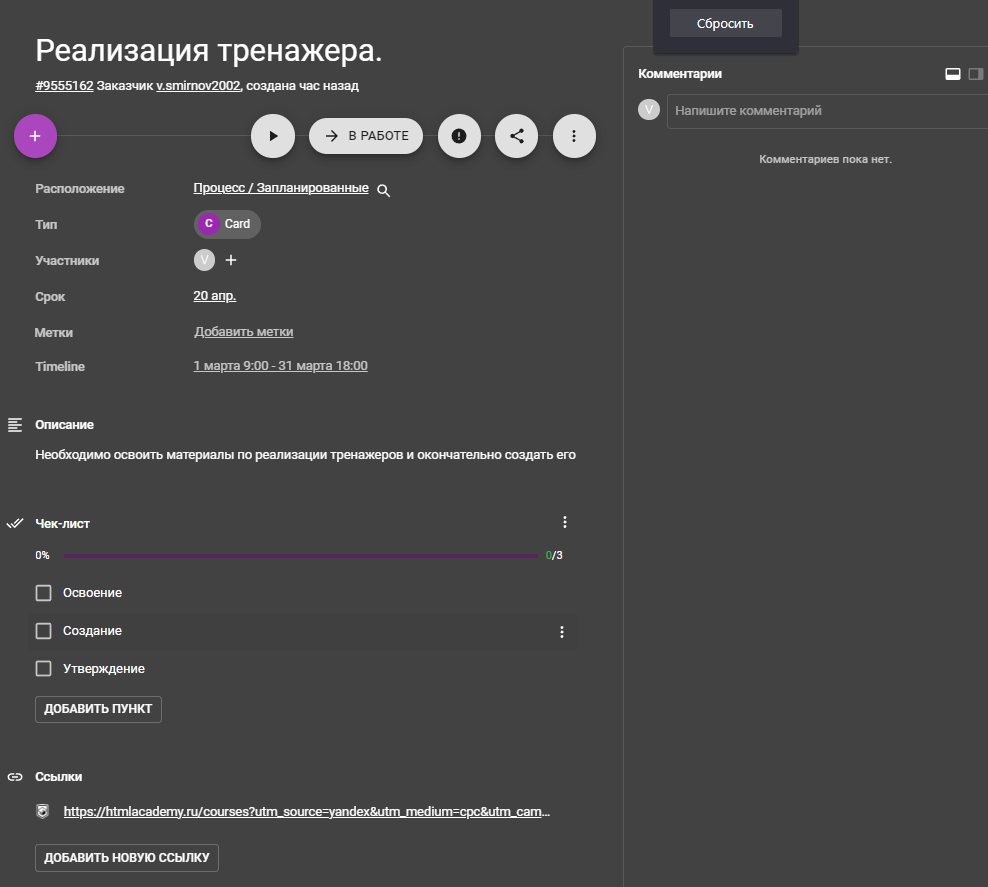 Сбросить
Реализация тренажера.
#9555162 Заказчик v.smirnov2002, создана час назад
+
В РАБОТЕ
Расположение Процесс / Запланированные
Тип C Card
Участники V +
Срок 20 апр.
Метки Добавить метки
Timeline 1 марта 9:00 - 31 марта 18:00
Описание
Необходимо освоить материалы по реализации тренажеров и окончательно создать его
Чек-лист
0% 0/3
Освоение
Создание
Утверждение
ДОБАВИТЬ ПУНКТ
Ссылки
https://htmlacademy.ru/courses?utm_source=yandex&utm_medium=cpc&utm_cam...
ДОБАВИТЬ НОВУЮ ССЫЛКУ
Комментарии
V Напишите комментарий
Комментариев пока нет.